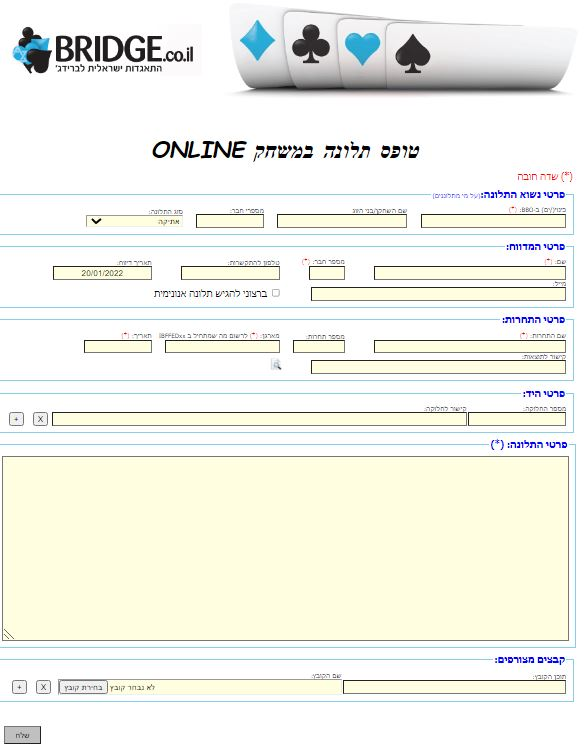 BRIDGE.co.il
התאגדות ישראלית לברידג'
טופס תלונה במשחק ONLINE
(*) שדה חובה
פרטי נשוא התלונה: (על מי מתלוננים)
כינוי(ים) ב-BBO: (*) שם השחקן/בני הזוג מספרי חבר: סוג התלונה:
אתיקה
פרטי המדווח:
שם: (*) מספר חבר: (*) טלפון להתקשרות: תאריך דיווח:
20/01/2022
מייל:
ברצוני להגיש תלונה אנונימית
פרטי התחרות:
שם התחרות: (*) מספר תחרות: מארגן: (*) לרשום מה שמתחיל ב IBFFEDxx תאריך: (*)
קישור לתוצאות:
פרטי היד:
מספר החלוקה: קישור לחלוקה:
X +
פרטי התלונה: (*)
קבצים מצורפים:
תוכן הקובץ: שם הקובץ:
בחירת קובץ לא נבחר קובץ X +
שלח